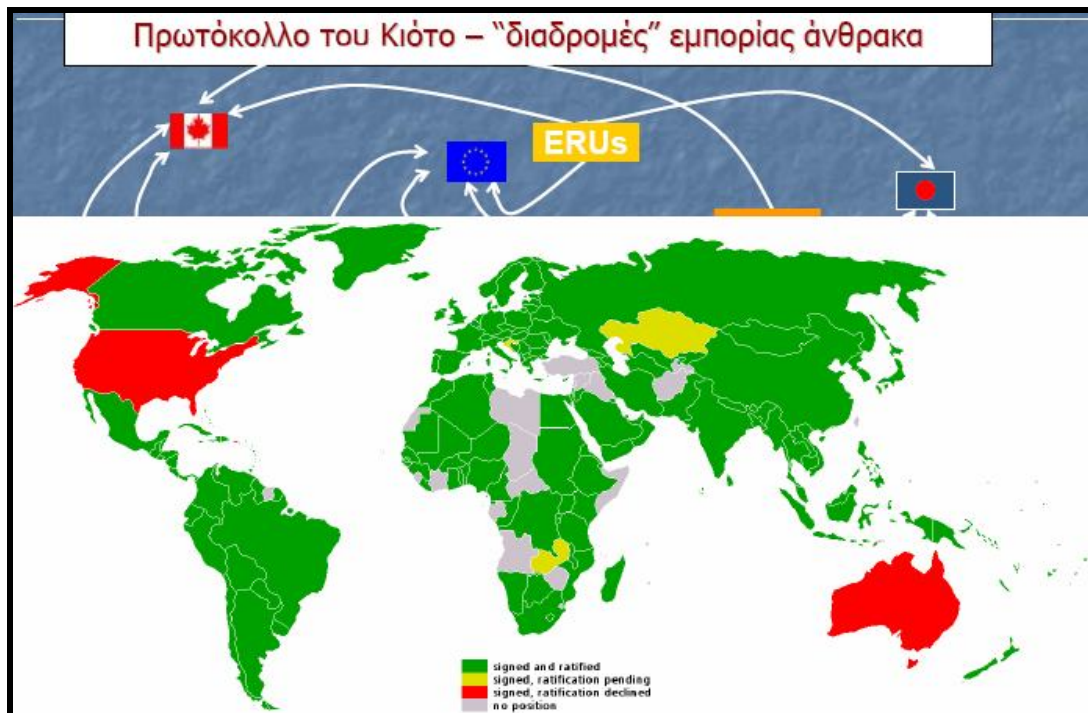 Πρωτόκολλο του Κιότο – “διαδρομές” εμπορίας άνθρακα
ERUs
signed and ratified
signed, ratification pending
signed, ratification declined
no position